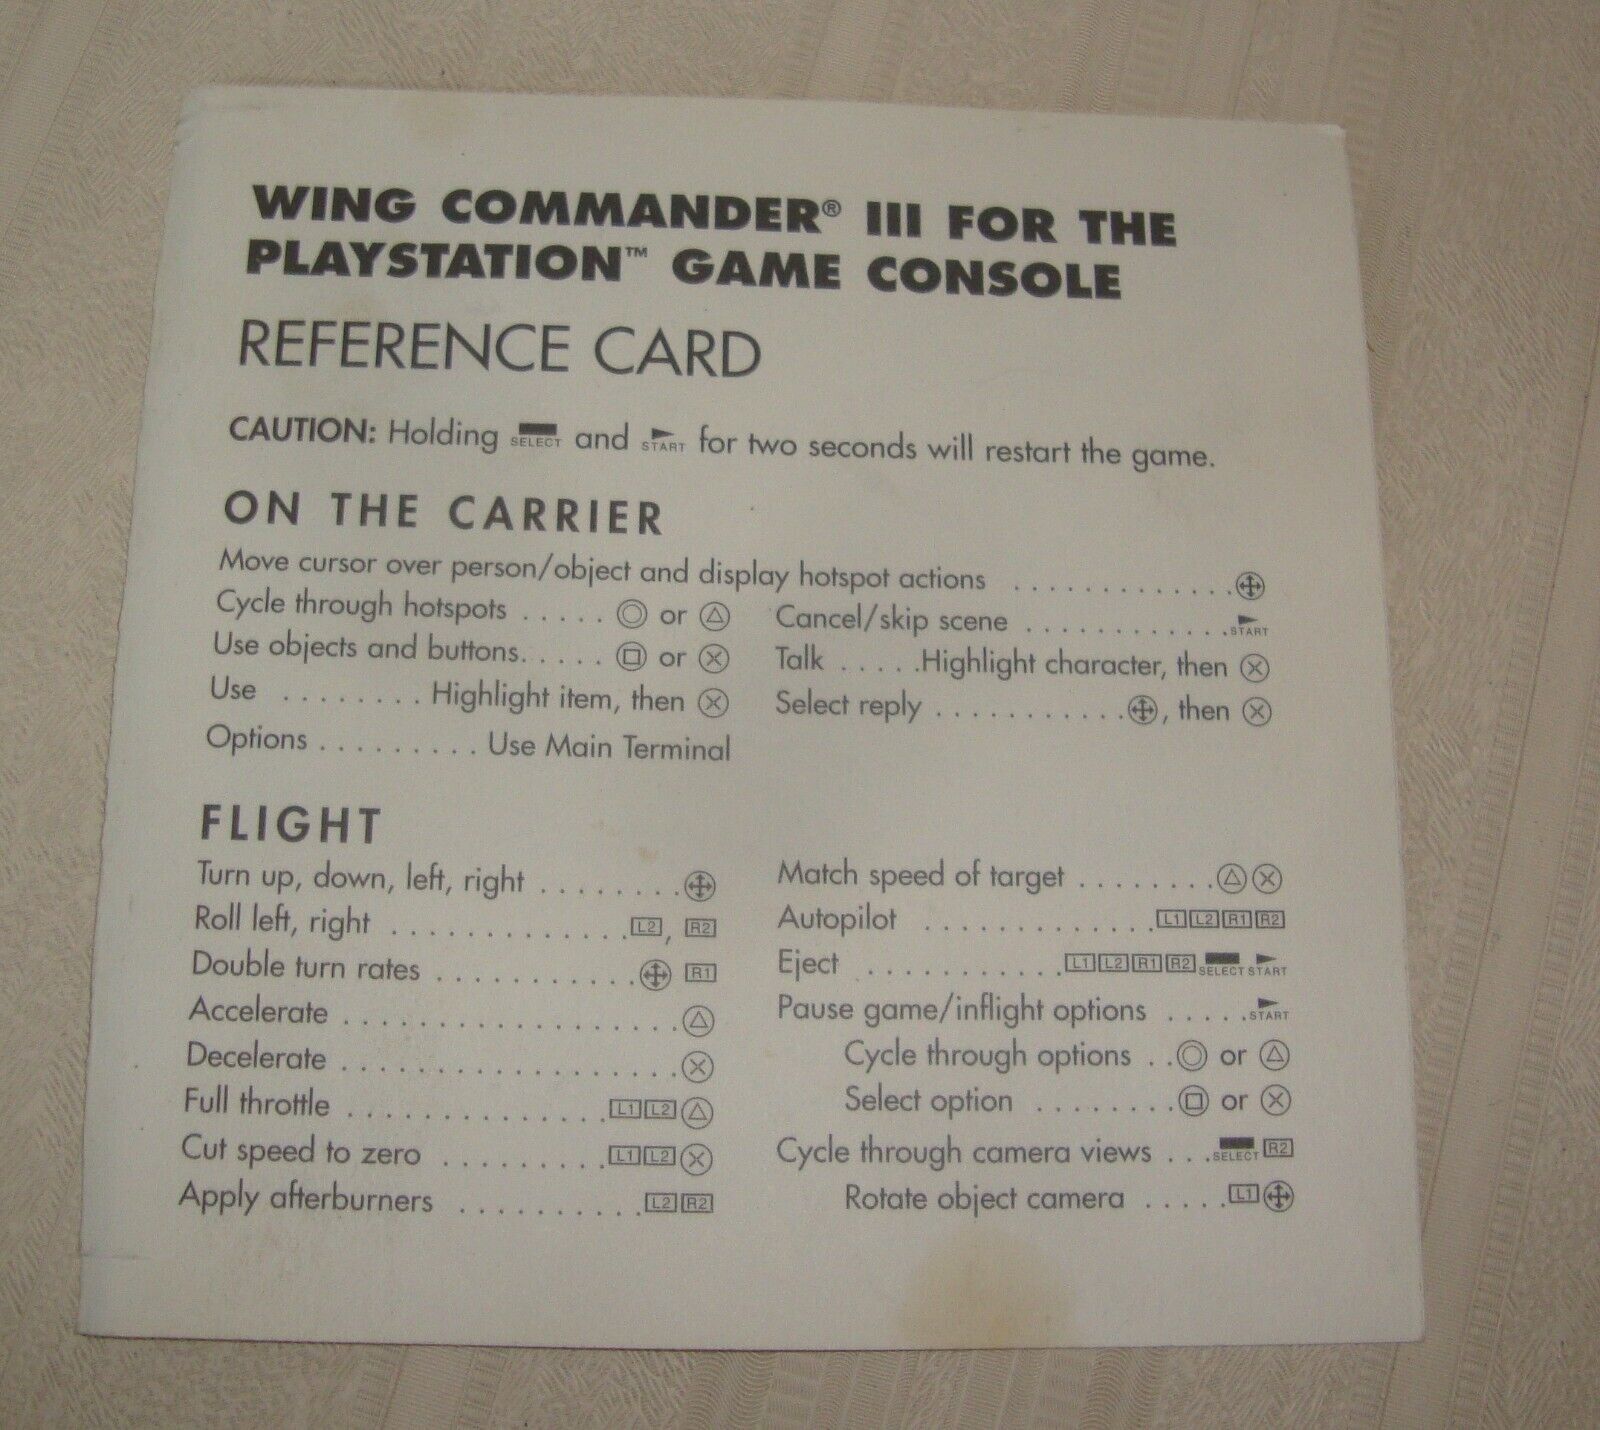 WING COMMANDER® III FOR THE
PLAYSTATION™ GAME CONSOLE
REFERENCE CARD
CAUTION: Holding SELECT and START for two seconds will restart the game.
ON THE CARRIER
Move cursor over person/object and display hotspot actions . . . . . . . . . . . . .
Cycle through hotspots . . . . . ◎ or △
Use objects and buttons. . . . . □ or ✕
Use . . . . . . . . Highlight item, then ✕
Options . . . . . . . . . Use Main Terminal
Cancel/skip scene . . . . . . . . . . . . START
Talk . . . . .Highlight character, then ✕
Select reply . . . . . . . . . . . , then ✕
FLIGHT
Turn up, down, left, right . . . . . . . .
Roll left, right . . . . . . . . . . . . . L2, R2
Double turn rates . . . . . . . . . . . R1
Accelerate . . . . . . . . . . . . . . . . . . △
Decelerate . . . . . . . . . . . . . . . . . . ✕
Full throttle . . . . . . . . . . . . . . L1 L2 △
Cut speed to zero . . . . . . . . . L1 L2 ✕
Apply afterburners . . . . . . . . . . L2 R2
Match speed of target . . . . . . . . △ ✕
Autopilot . . . . . . . . . . . . . L1 L2 R1 R2
Eject . . . . . . . . . . . L1 L2 R1 R2 SELECT START
Pause game/inflight options . . . . . START
Cycle through options . . ◎ or △
Select option . . . . . . . . □ or ✕
Cycle through camera views . . . SELECT R2
Rotate object camera . . . . . L1